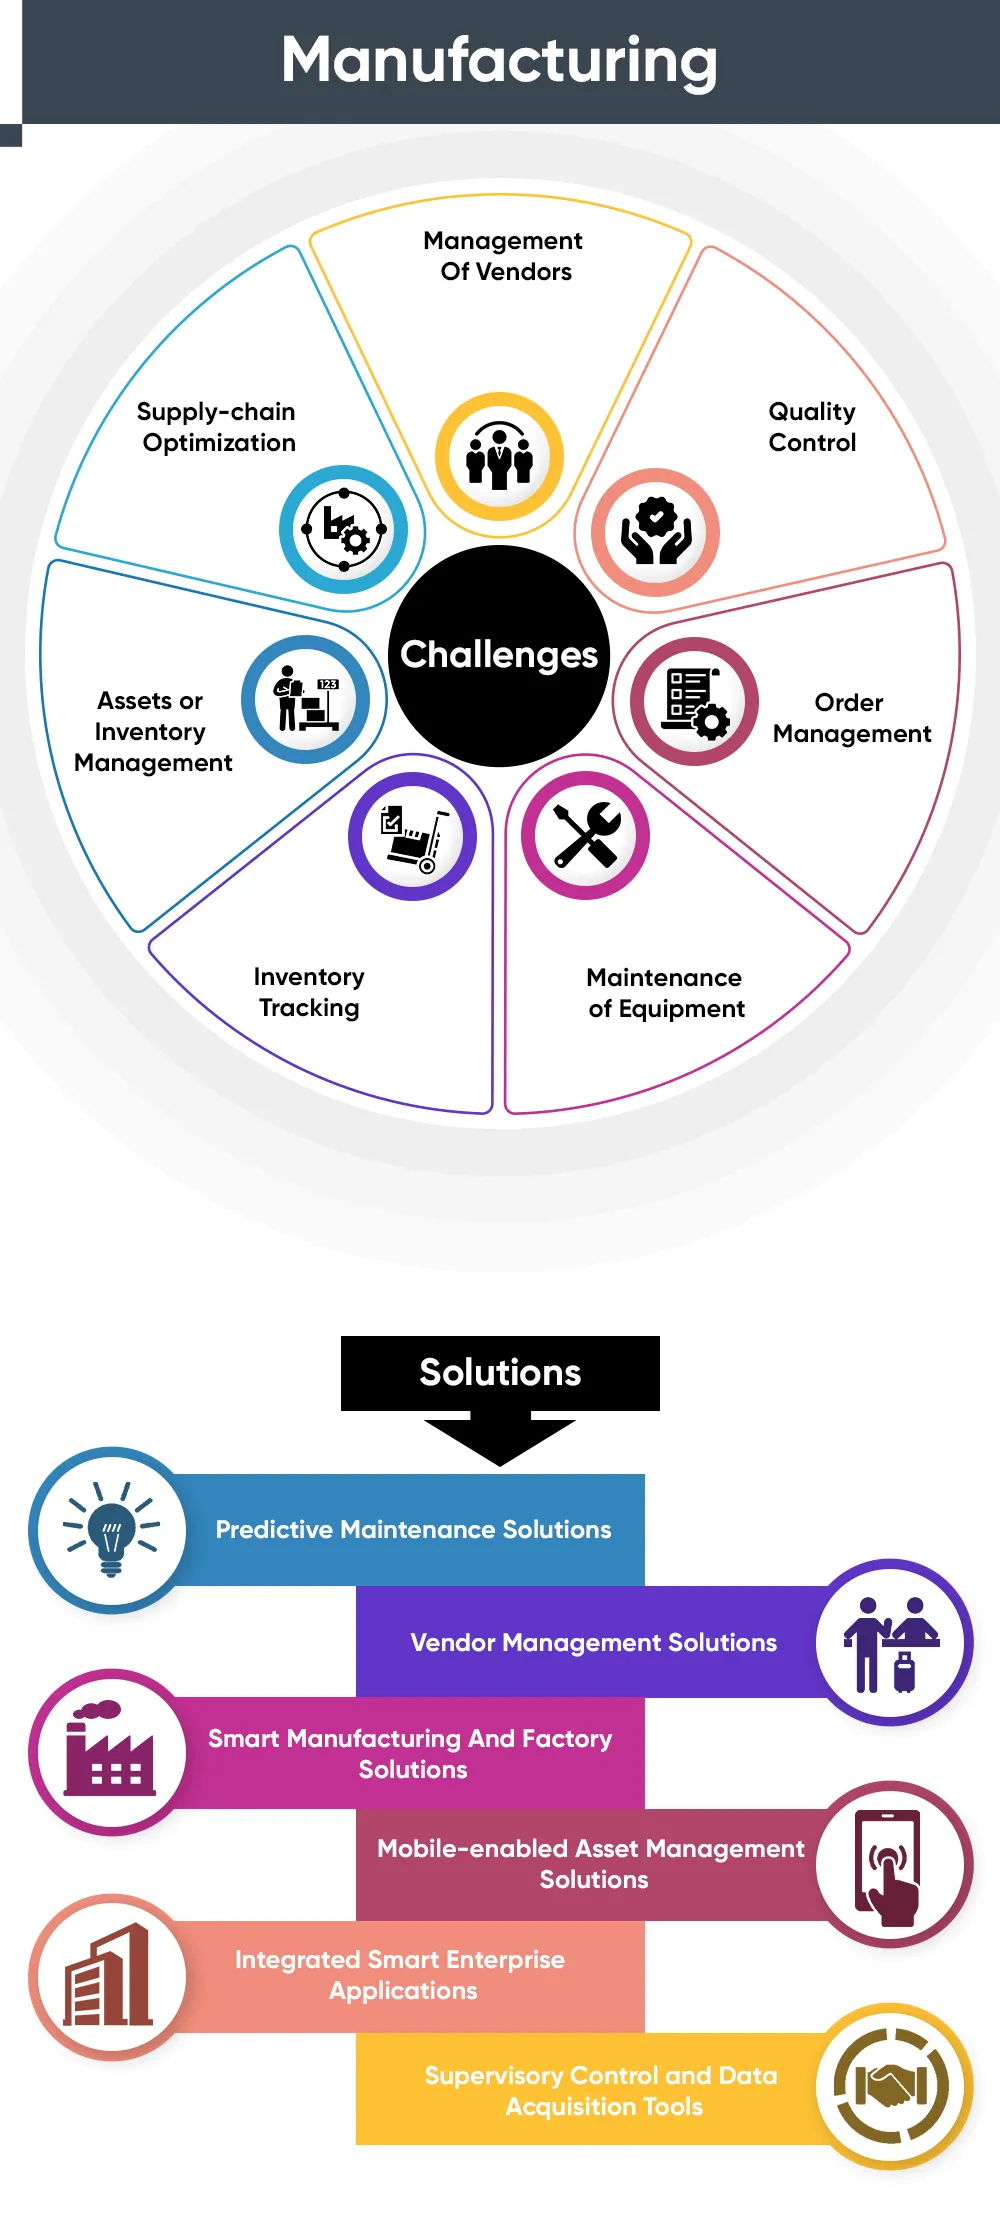 Manufacturing
Management
Of Vendors
Supply-chain
Optimization
Quality
Control
Challenges
Assets or
Inventory
Management
123
Order
Management
Inventory
Tracking
Maintenance
of Equipment
Solutions
Predictive Maintenance Solutions
Vendor Management Solutions
Smart Manufacturing And Factory
Solutions
Mobile-enabled Asset Management
Solutions
Integrated Smart Enterprise
Applications
Supervisory Control and Data
Acquisition Tools